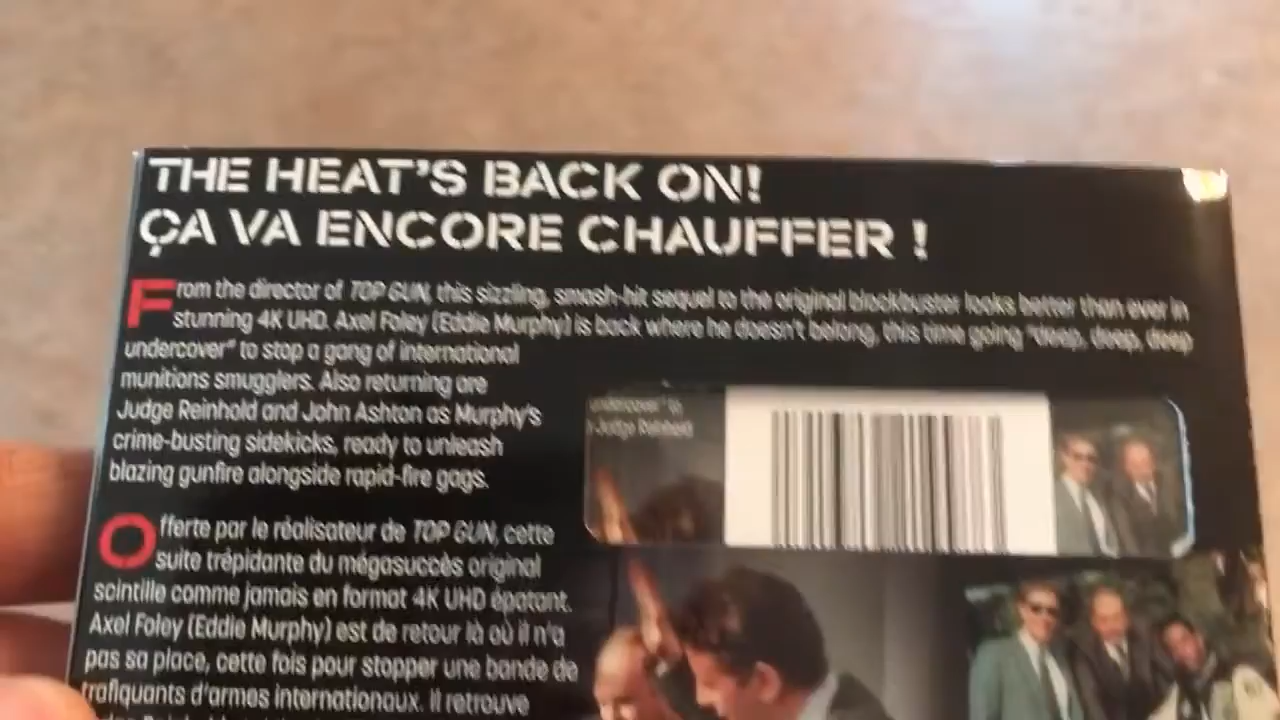 THE HEAT'S BACK ON!
ÇA VA ENCORE CHAUFFER !
From the director of TOP GUN, this sizzling, smash-hit sequel to the original blockbuster looks better than ever in
stunning 4K UHD. Axel Foley (Eddie Murphy) is back where he doesn't belong, this time going "deep, deep, deep
undercover" to stop a gang of international
munitions smugglers. Also returning are
Judge Reinhold and John Ashton as Murphy's
crime-busting sidekicks, ready to unleash
blazing gunfire alongside rapid-fire gags.
undercover" to
Judge Reinhold
Offerte par le réalisateur de TOP GUN, cette
suite trépidante du mégasuccès original
scintille comme jamais en format 4K UHD épatant.
Axel Foley (Eddie Murphy) est de retour là où il n'a
pas sa place, cette fois pour stopper une bande de
trafiquants d'armes internationaux. Il retrouve